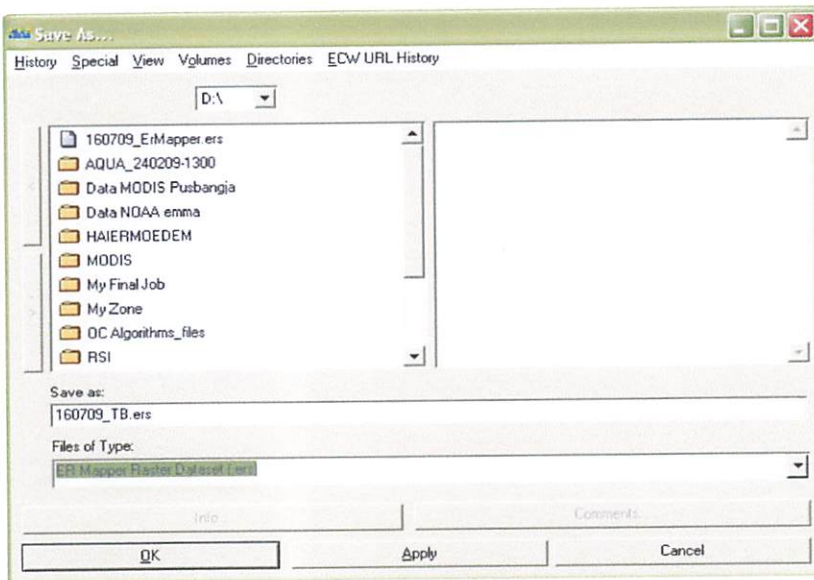 Save As...
History Special View Volumes Directories ECW URL History
D:\
160709_ErMapper.ers
AQUA_240209-1300
Data MODIS Pusbangja
Data NOAA emma
HAIERMOEDEM
MODIS
My Final Job
My Zone
OC Algorithms_files
RSI
Save as:
160709_TB.ers
Files of Type:
ER Mapper Raster Dataset (.ers)
Info... Comments...
OK Apply Cancel